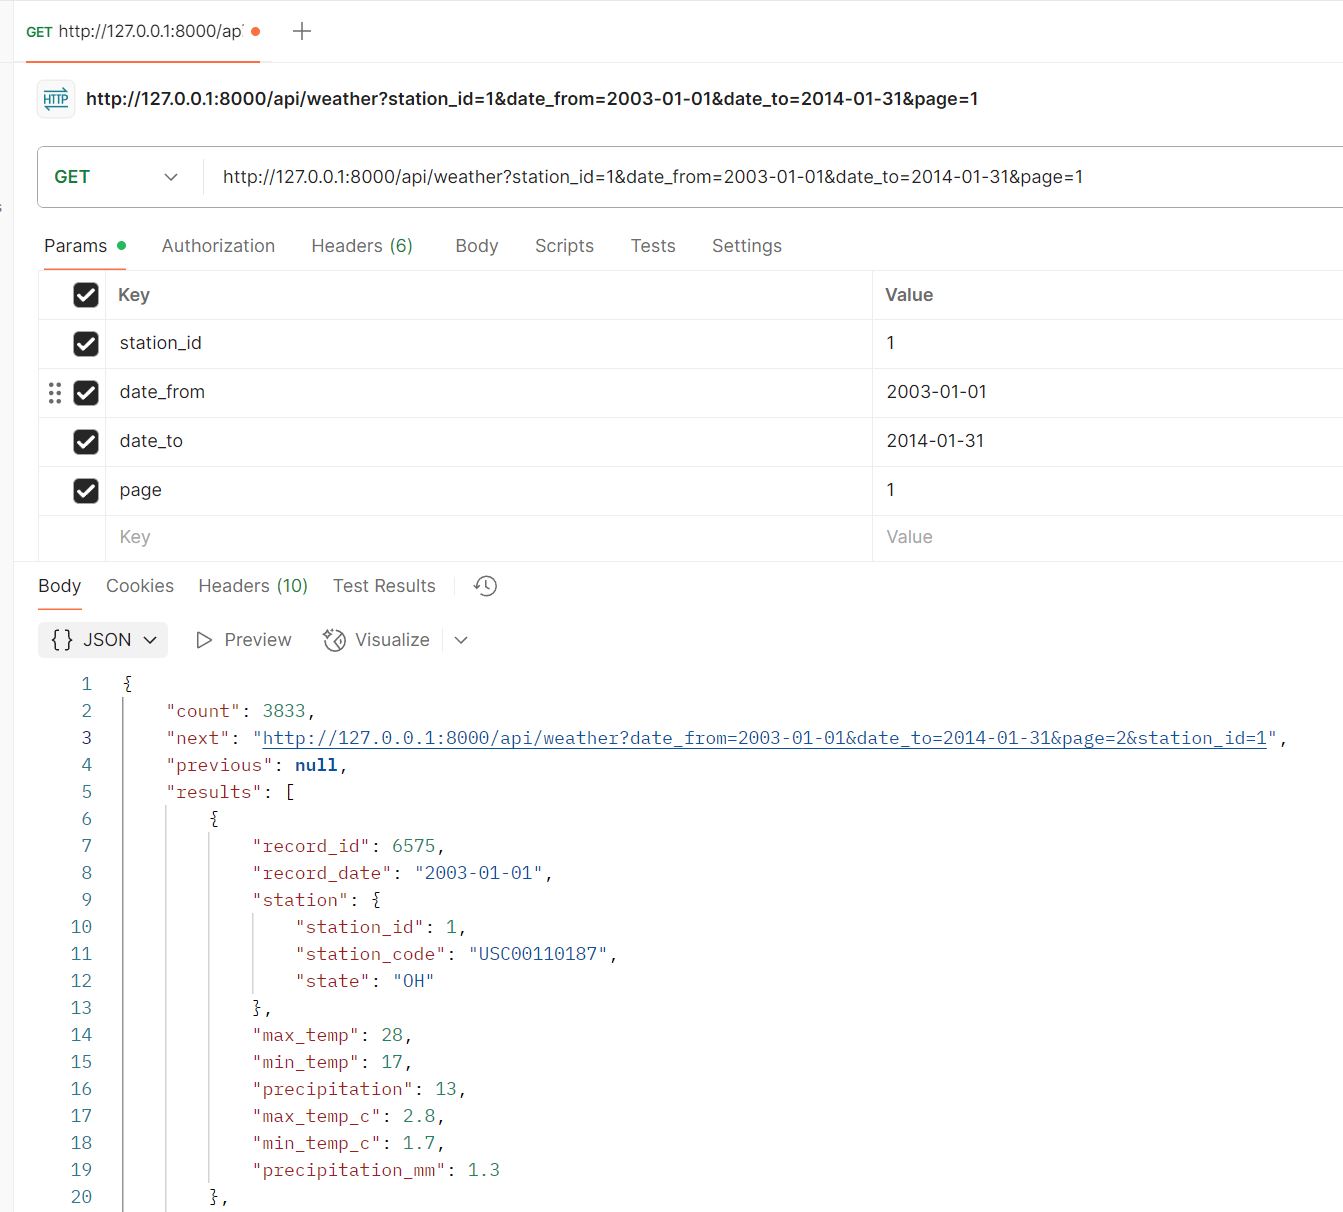 GET http://127.0.0.1:8000/ap
HTTP http://127.0.0.1:8000/api/weather?station_id=1&date_from=2003-01-01&date_to=2014-01-31&page=1
GET http://127.0.0.1:8000/api/weather?station_id=1&date_from=2003-01-01&date_to=2014-01-31&page=1
Params Authorization Headers (6) Body Scripts Tests Settings
Key Value
station_id 1
date_from 2003-01-01
date_to 2014-01-31
page 1
Key Value
Body Cookies Headers (10) Test Results
{} JSON Preview Visualize
1 {
2 "count": 3833,
3 "next": "http://127.0.0.1:8000/api/weather?date_from=2003-01-01&date_to=2014-01-31&page=2&station_id=1",
4 "previous": null,
5 "results": [
6 {
7 "record_id": 6575,
8 "record_date": "2003-01-01",
9 "station": {
10 "station_id": 1,
11 "station_code": "USC00110187",
12 "state": "OH"
13 },
14 "max_temp": 28,
15 "min_temp": 17,
16 "precipitation": 13,
17 "max_temp_c": 2.8,
18 "min_temp_c": 1.7,
19 "precipitation_mm": 1.3
20 },